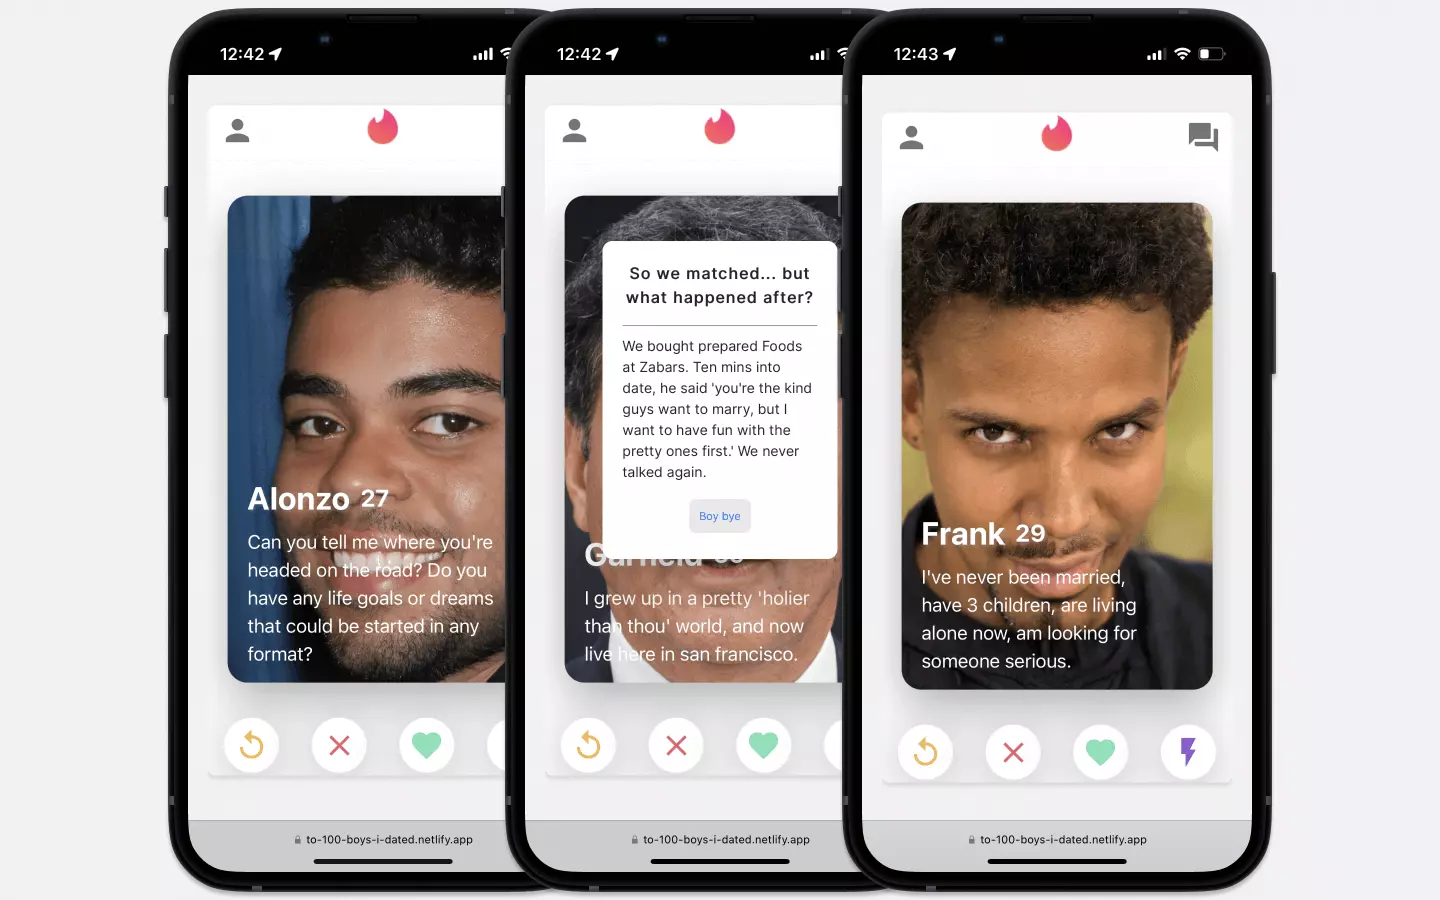 12:42
Alonzo 27
Can you tell me where you're
headed on the road? Do you
have any life goals or dreams
that could be started in any
format?
to-100-boys-i-dated.netlify.app
12:42
So we matched... but
what happened after?
We bought prepared Foods
at Zabars. Ten mins into
date, he said 'you're the kind
guys want to marry, but I
want to have fun with the
pretty ones first.' We never
talked again.
Boy bye
I grew up in a pretty 'holier
than thou' world, and now
live here in san francisco.
to-100-boys-i-dated.netlify.app
12:43
Frank 29
I've never been married,
have 3 children, are living
alone now, am looking for
someone serious.
to-100-boys-i-dated.netlify.app